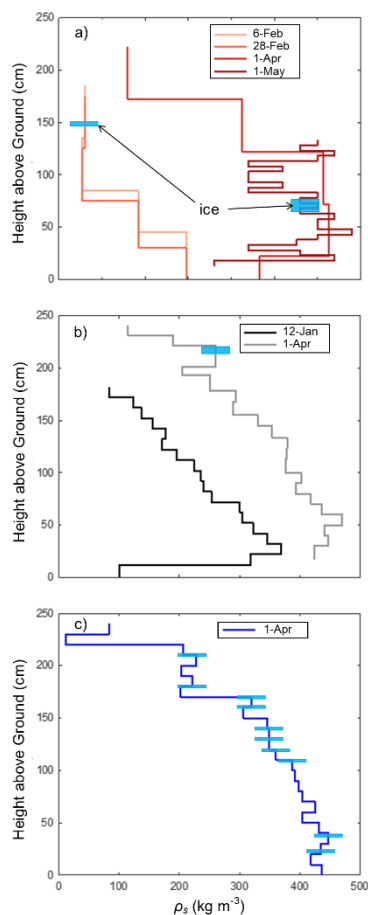 a)
6-Feb
28-Feb
1-Apr
1-May
ice
250
200
150
100
50
0
Height above Ground (cm)
b)
12-Jan
1-Apr
250
200
150
100
50
0
Height above Ground (cm)
c)
1-Apr
250
200
150
100
50
0
Height above Ground (cm)
0 100 200 300 400 500
ρs (kg m-3)